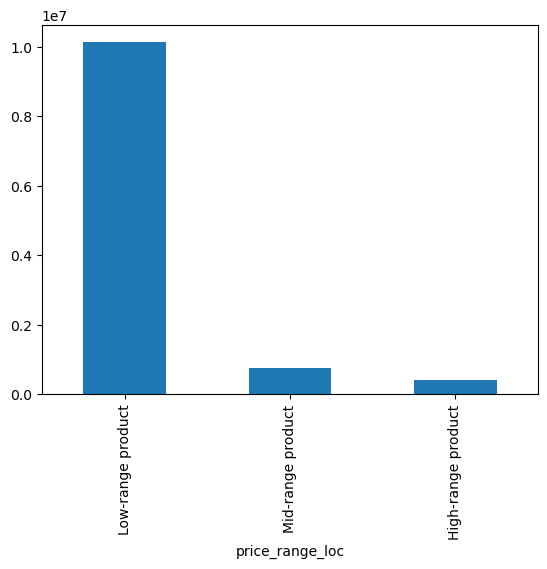 1e7
1.0
0.8
0.6
0.4
0.2
0.0
Low-range product
Mid-range product
High-range product
price_range_loc